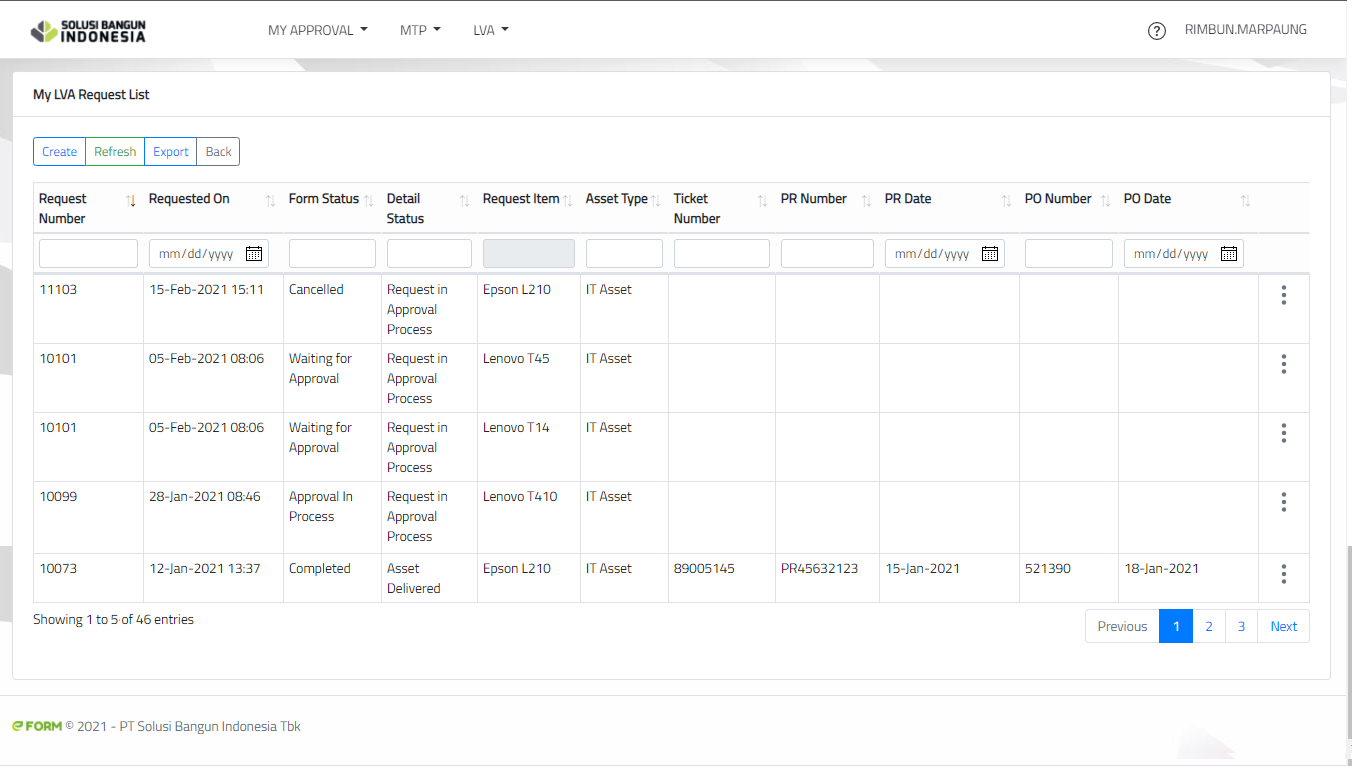 SOLUSI BANGUN
INDONESIA
MY APPROVAL MTP LVA ? RIMBUN.MARPAUNG
My LVA Request List
Create Refresh Export Back
Request Number Requested On Form Status Detail Status Request Item Asset Type Ticket Number PR Number PR Date PO Number PO Date
mm/dd/yyyy mm/dd/yyyy mm/dd/yyyy
11103 15-Feb-2021 15:11 Cancelled Request in Approval Process Epson L210 IT Asset
10101 05-Feb-2021 08:06 Waiting for Approval Request in Approval Process Lenovo T45 IT Asset
10101 05-Feb-2021 08:06 Waiting for Approval Request in Approval Process Lenovo T14 IT Asset
10099 28-Jan-2021 08:46 Approval In Process Request in Approval Process Lenovo T410 IT Asset
10073 12-Jan-2021 13:37 Completed Asset Delivered Epson L210 IT Asset 89005145 PR45632123 15-Jan-2021 521390 18-Jan-2021
Showing 1 to 5 of 46 entries
Previous 1 2 3 Next
eFORM © 2021 - PT Solusi Bangun Indonesia Tbk